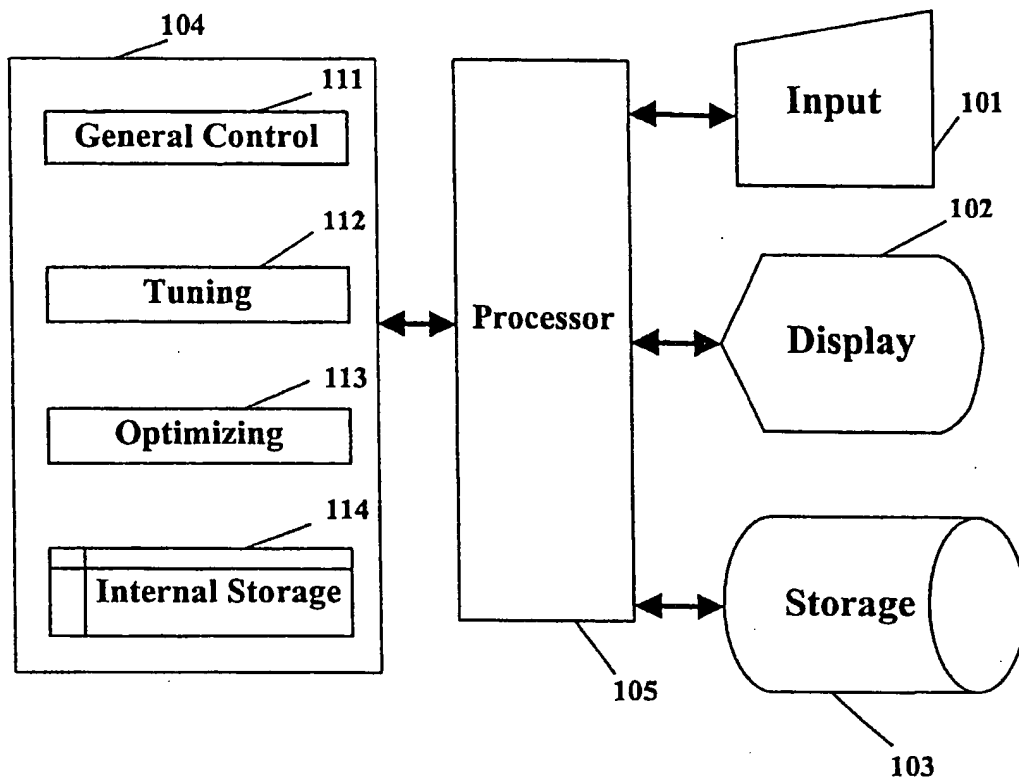 104
111
General Control
112
Tuning
113
Optimizing
114
Internal Storage
Processor
105
Input
101
102
Display
Storage
103